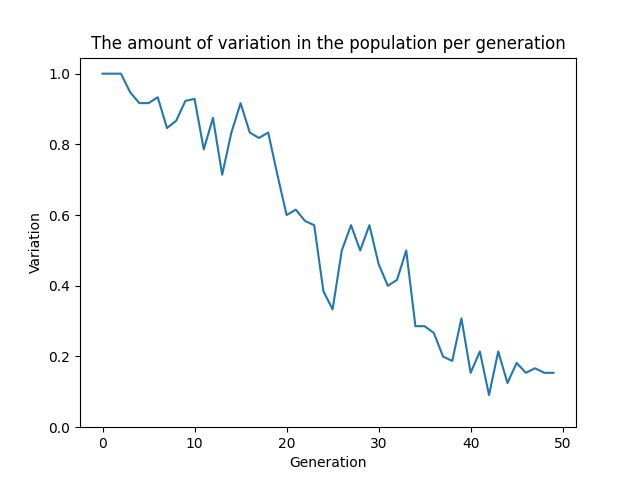 The amount of variation in the population per generation
1.0
0.8
0.6
0.4
0.2
0.0
Variation
0 10 20 30 40 50
Generation